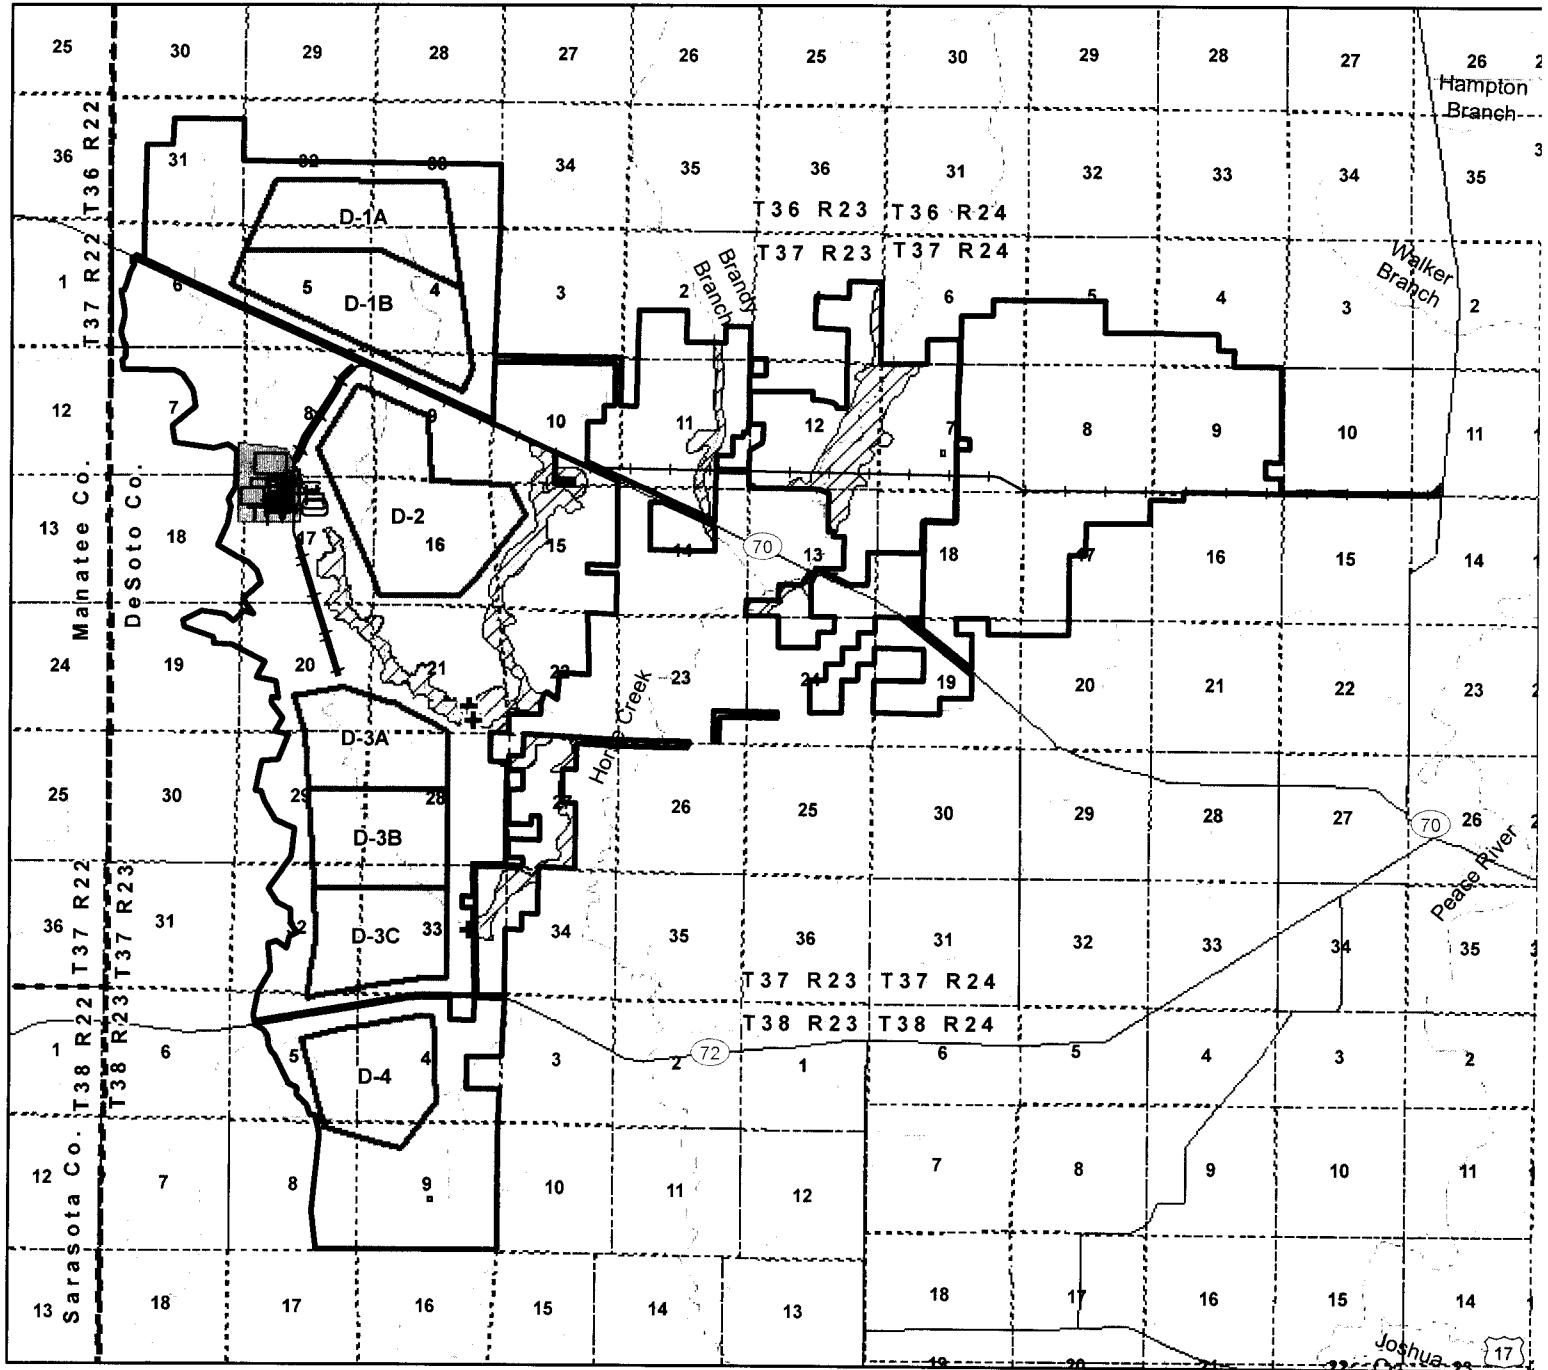 25 30 29 28 27 26 25 30 29 28 27 26
Hampton
Branch
T36 R22
36 31 32 33 34 35 36 31 32 33 34 35
D-1A
T36 R23 T36 R24
T37 R23 T37 R24
Brandy
Branch
Walker
Branch
T37 R22
1 6 5 4 3 2 6 5 4 3 2
D-1B
12 7 8 9 10 11 12 7 8 9 10 11
Manatee Co.
DeSoto Co.
D-2
13 18 17 16 15 14 13 18 17 16 15 14
70
24 19 20 21 22 23 24 19 20 21 22 23
Horse Creek
D-3A
25 30 29 28 27 26 25 30 29 28 27 26
70
D-3B
Peace River
T37 R22
T37 R23
36 31 33 34 35 36 31 32 33 34 35
D-3C
T37 R23 T37 R24
T38 R23 T38 R24
T38 R22
T38 R23
1 6 5 4 3 2 1 6 5 4 3 2
72
D-4
12 7 8 9 10 11 12 7 8 9 10 11
Sarasota Co.
13 18 17 16 15 14 13 18 17 16 15 14
Joshua
17
19 20 21 22 23